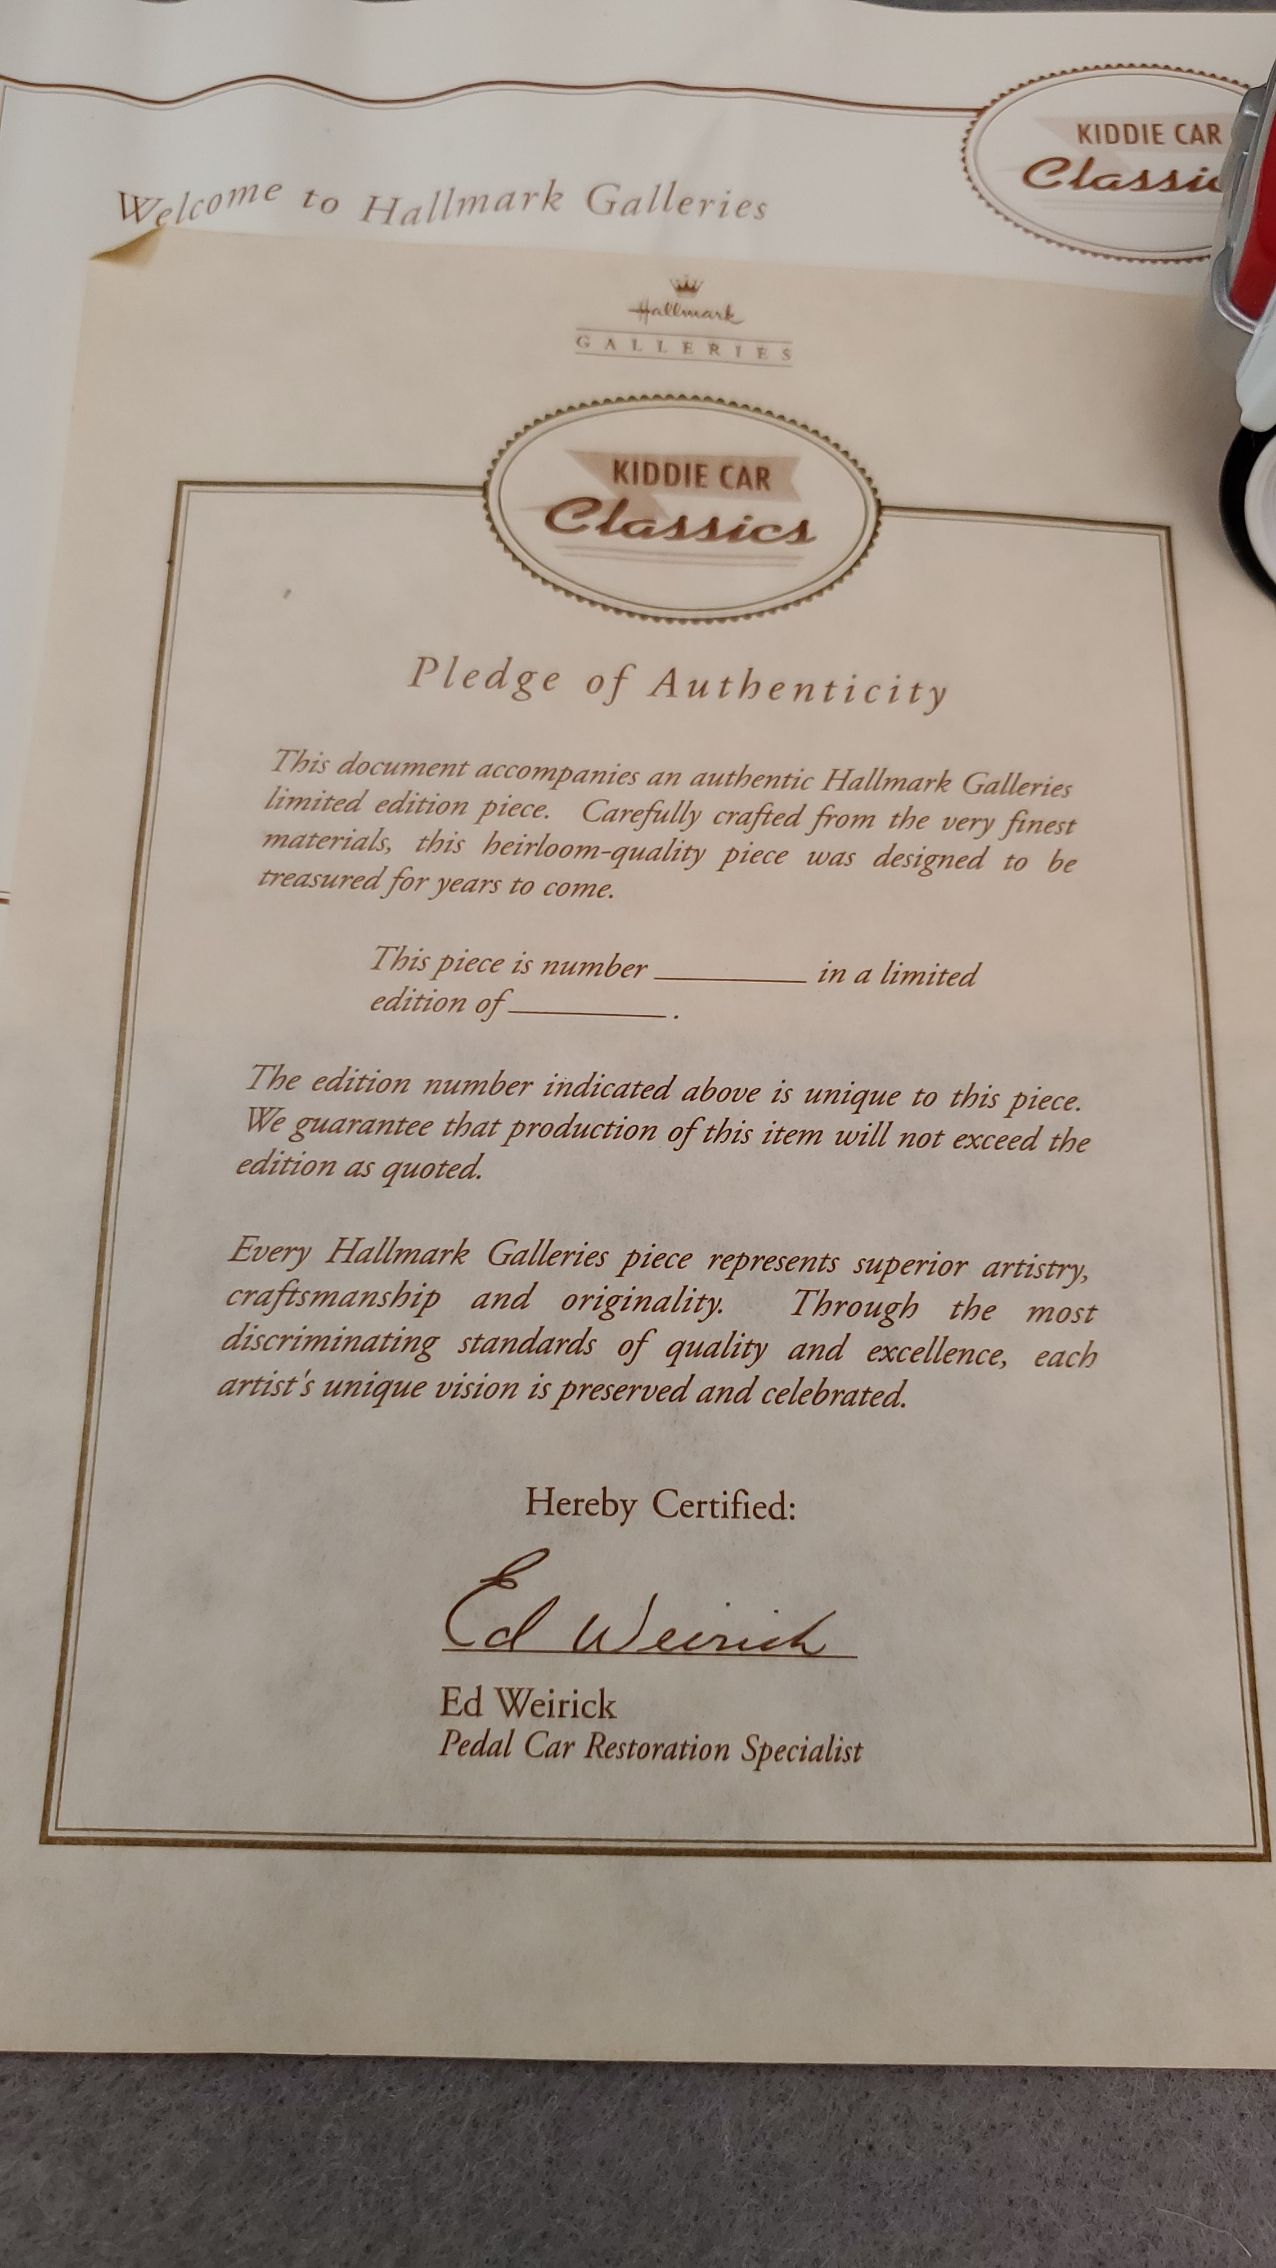 KIDDIE CAR
Welcome to Hallmark Galleries
Hallmark
GALLERIES
KIDDIE CAR
Classics
Pledge of Authenticity
This document accompanies an authentic Hallmark Galleries
limited edition piece. Carefully crafted from the very finest
materials, this heirloom-quality piece was designed to be
treasured for years to come.
This piece is number __________ in a limited
edition of __________.
The edition number indicated above is unique to this piece.
We guarantee that production of this item will not exceed the
edition as quoted.
Every Hallmark Galleries piece represents superior artistry,
craftsmanship and originality. Through the most
discriminating standards of quality and excellence, each
artist's unique vision is preserved and celebrated.
Hereby Certified:
Ed Weirick
Ed Weirick
Pedal Car Restoration Specialist